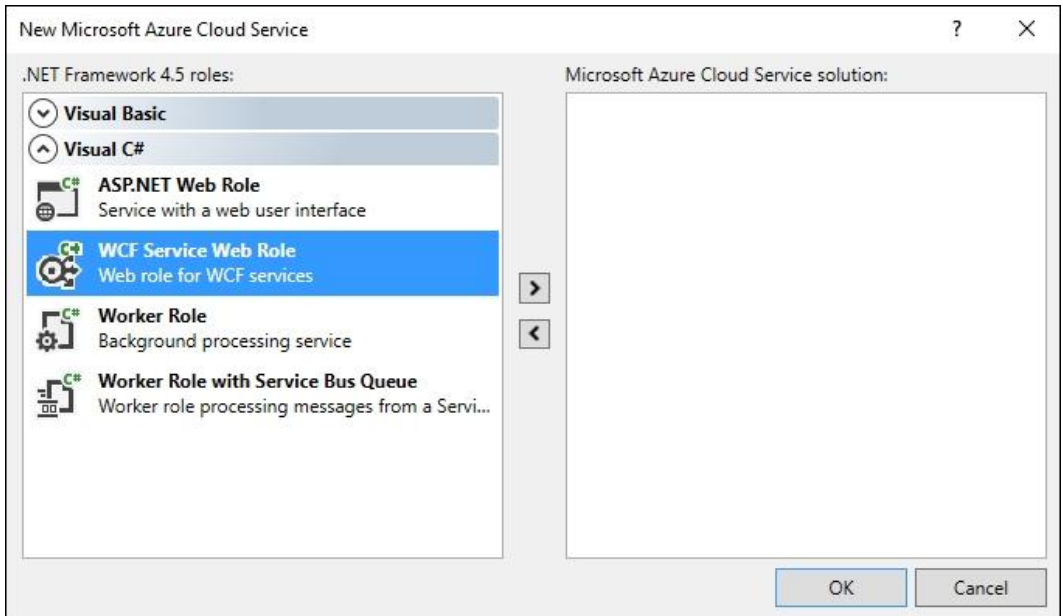 New Microsoft Azure Cloud Service
?
.NET Framework 4.5 roles:
Microsoft Azure Cloud Service solution:
Visual Basic
Visual C#
C#
ASP.NET Web Role
Service with a web user interface
WCF Service Web Role
Web role for WCF services
>
C#
Worker Role
Background processing service
<
C#
Worker Role with Service Bus Queue
Worker role processing messages from a Servi...
OK
Cancel